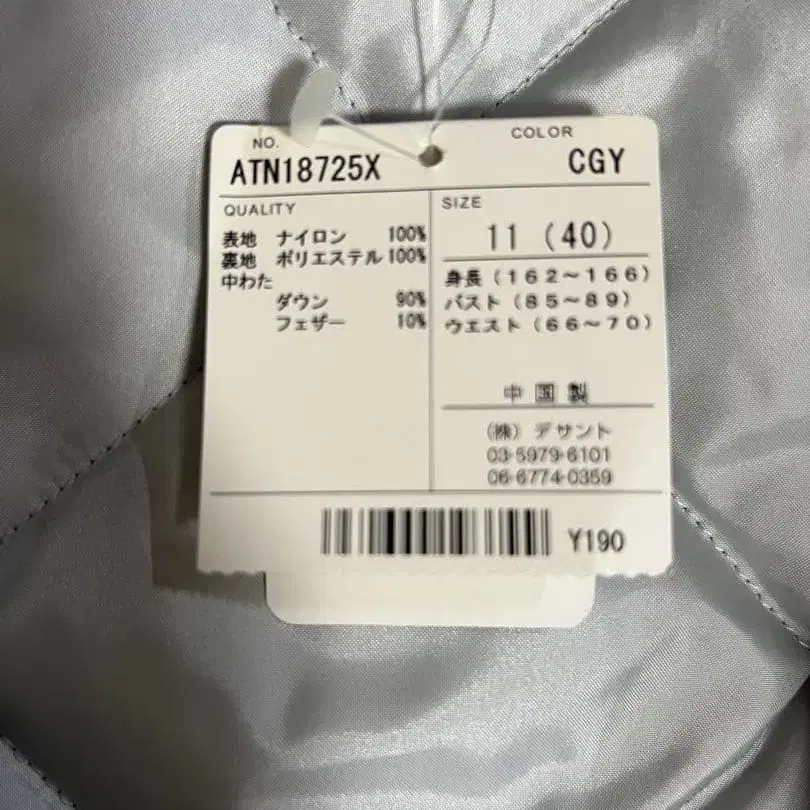 NO.
ATN18725X
COLOR
CGY
QUALITY
表地 ナイロン 100%
裏地 ポリエステル 100%
中わた
ダウン 90%
フェザー 10%
SIZE
11 (40)
身長(162~166)
バスト(85~89)
ウエスト(66~70)
中国製
(株)デサント
03-5979-6101
06-6774-0359
Y190